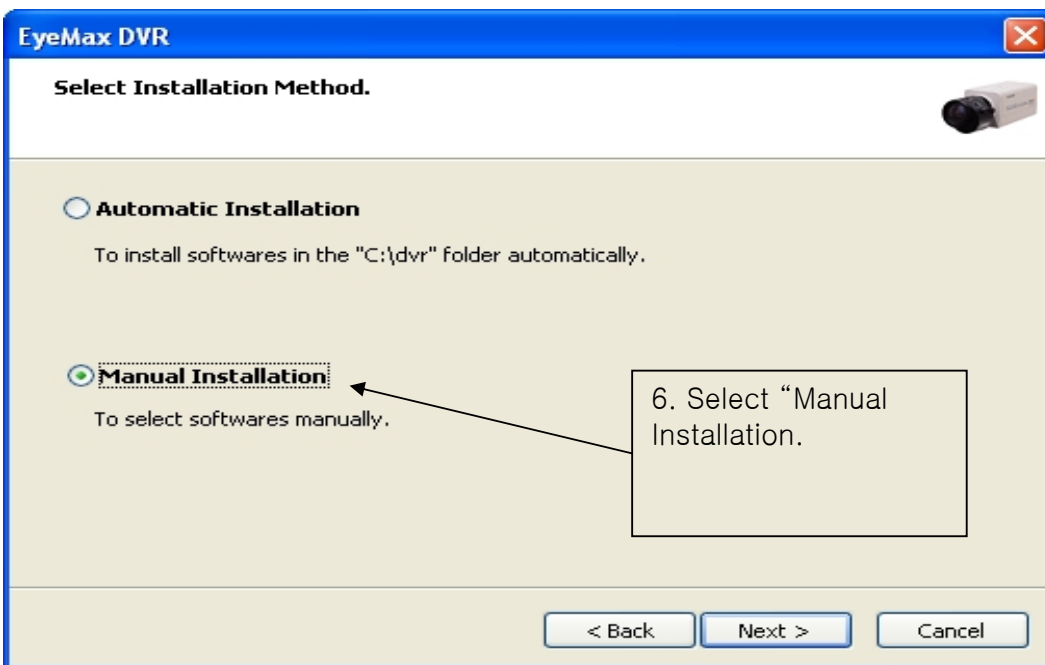 EyeMax DVR
Select Installation Method.
Automatic Installation
To install softwares in the "C:\dvr" folder automatically.
Manual Installation
To select softwares manually.
6. Select “Manual
Installation.
< Back
Next >
Cancel